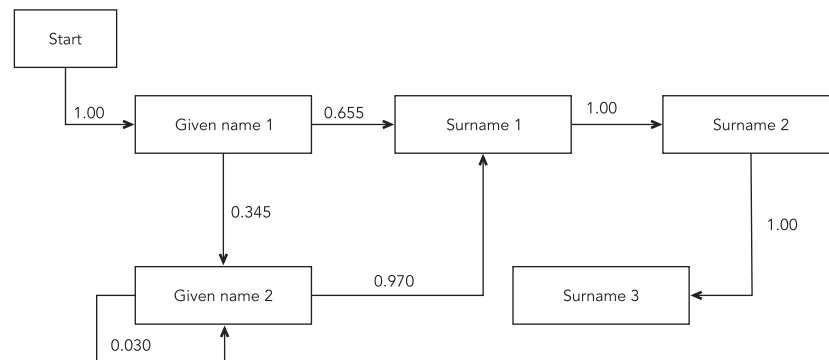 Start
1.00
Given name 1
0.655
Surname 1
1.00
Surname 2
0.345
1.00
Given name 2
0.970
Surname 3
0.030